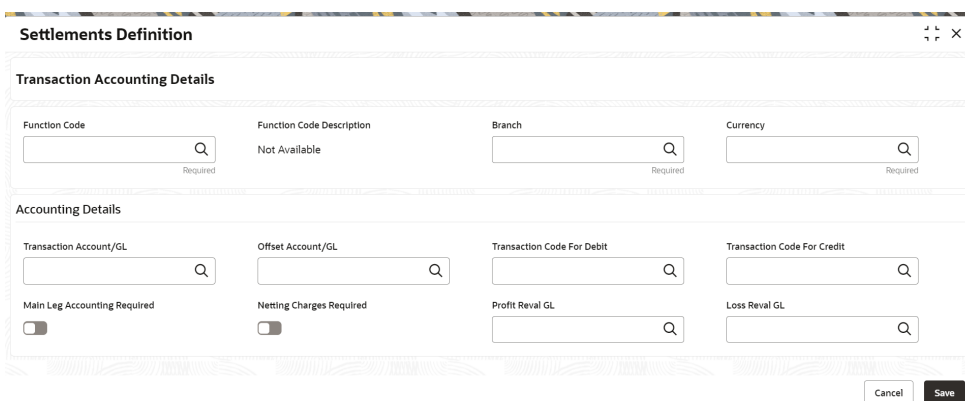 Settlements Definition
Transaction Accounting Details
Function Code
Function Code Description
Branch
Currency
Not Available
Required
Required
Required
Accounting Details
Transaction Account/GL
Offset Account/GL
Transaction Code For Debit
Transaction Code For Credit
Main Leg Accounting Required
Netting Charges Required
Profit Reval GL
Loss Reval GL
Cancel
Save